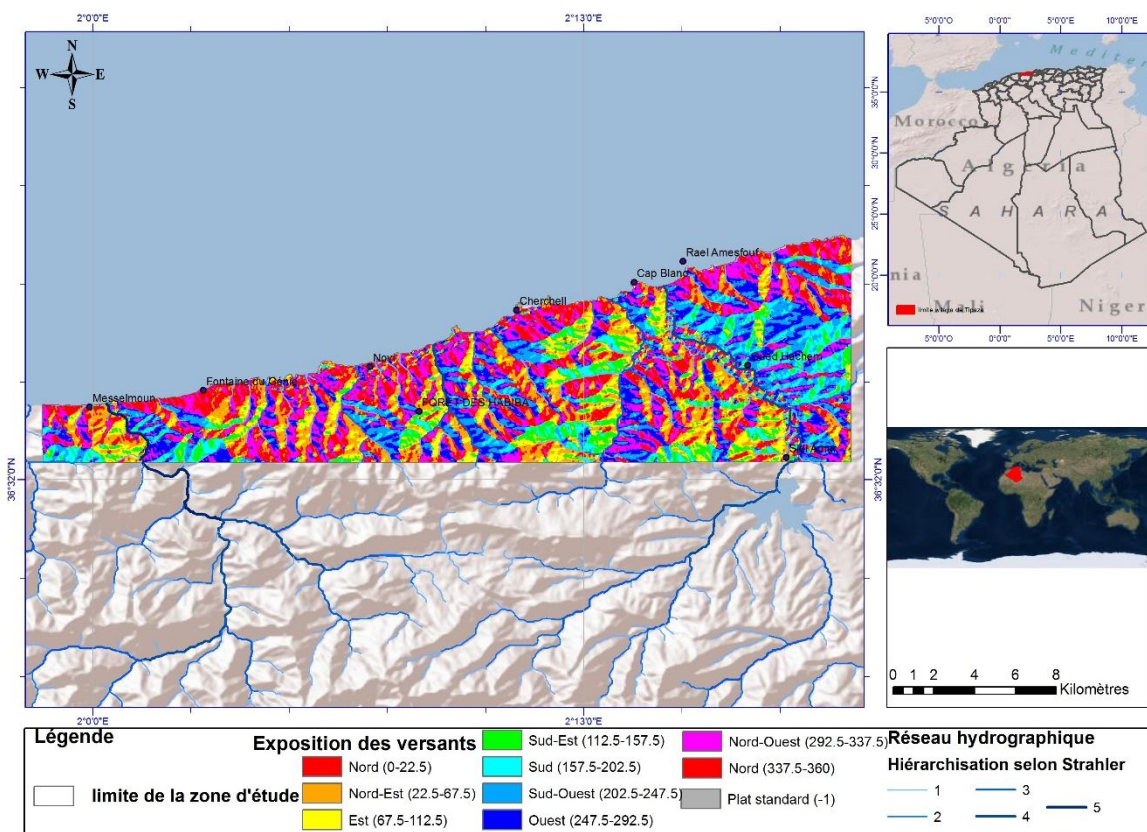 2°0'0"E
2°13'0"E
N
W
E
S
Rael Amesfouf
Cap Blanc
Cherchell
Novi
Oued Hachem
Fontaine du Génie
Messelmoun
FORET DES HABIBA
36°32'0"N
36°32'0"N
2°0'0"E
2°13'0"E
5°0'0"O
0°0'0"
5°0'0"E
10°0'0"E
Mediter
35°0'0"N
Morocco
30°0'0"N
Algeria
25°0'0"N
SAHARA
20°0'0"N
nia
Mali
Niger
5°0'0"O
0°0'0"
5°0'0"E
10°0'0"E
0 1 2 4 6 8
Kilomètres
Légende
limite de la zone d'étude
Exposition des versants
Nord (0-22.5)
Nord-Est (22.5-67.5)
Est (67.5-112.5)
Sud-Est (112.5-157.5)
Sud (157.5-202.5)
Sud-Ouest (202.5-247.5)
Ouest (247.5-292.5)
Nord-Ouest (292.5-337.5)
Nord (337.5-360)
Plat standard (-1)
Réseau hydrographique
Hiérarchisation selon Strahler
1
2
3
4
5